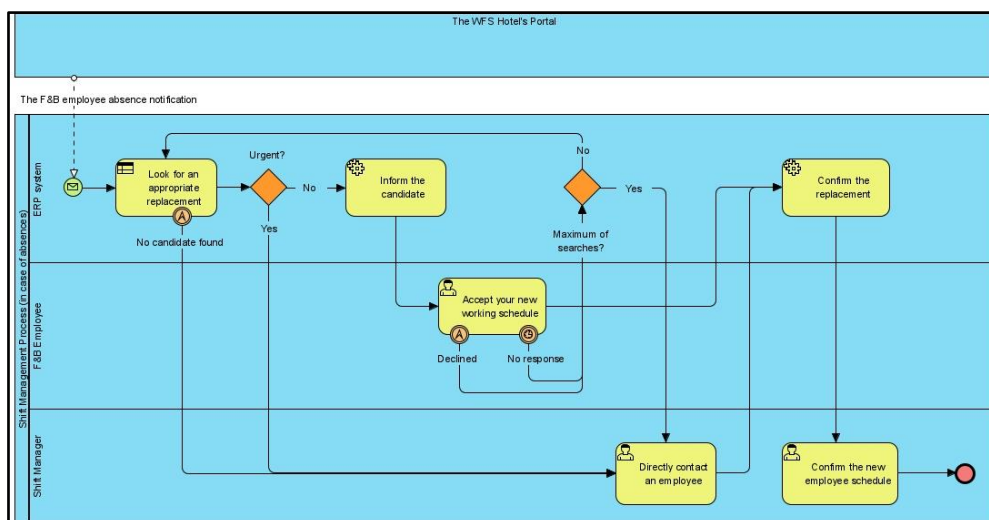 The WFS Hotel's Portal
The F&B employee absence notification
Shift Management Process (in case of absences)
ERP system
Look for an
appropriate
replacement
A
No candidate found
Urgent?
No
Yes
Inform the
candidate
No
Yes
Maximum of
searches?
Confirm the
replacement
F&B Employee
Accept your new
working schedule
A
Declined
No response
Shift Manager
Directly contact
an employee
Confirm the new
employee schedule